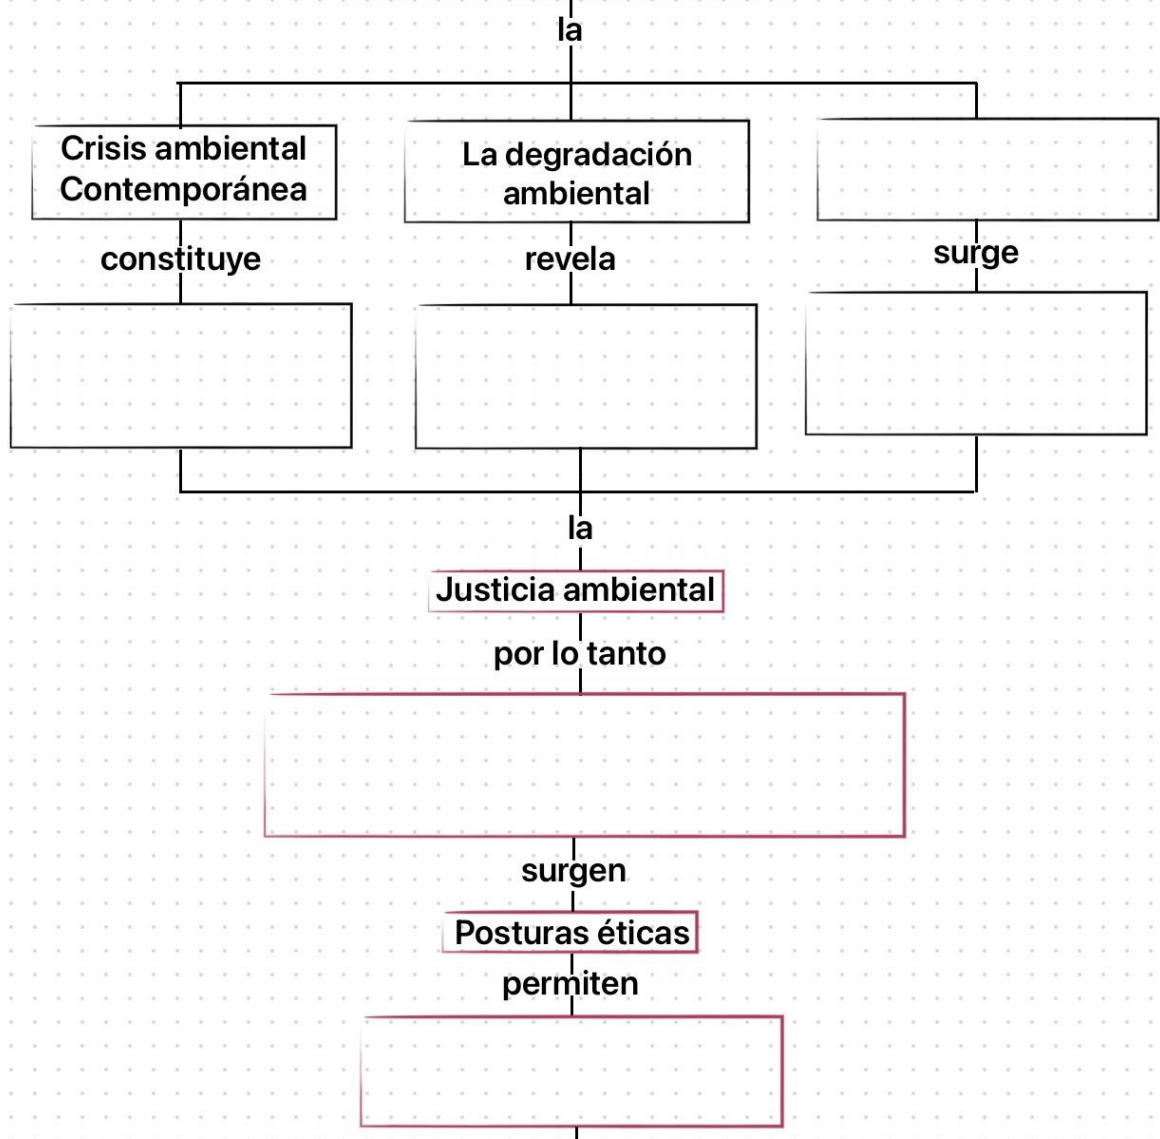 la
Crisis ambiental
Contemporánea
La degradación
ambiental
constituye
revela
surge
la
Justicia ambiental
por lo tanto
surgen
Posturas éticas
permiten